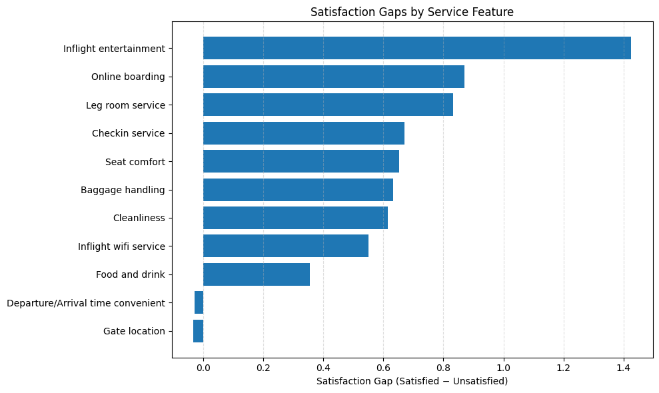 Satisfaction Gaps by Service Feature
Inflight entertainment
Online boarding
Leg room service
Checkin service
Seat comfort
Baggage handling
Cleanliness
Inflight wifi service
Food and drink
Departure/Arrival time convenient
Gate location
0.0 0.2 0.4 0.6 0.8 1.0 1.2 1.4
Satisfaction Gap (Satisfied − Unsatisfied)